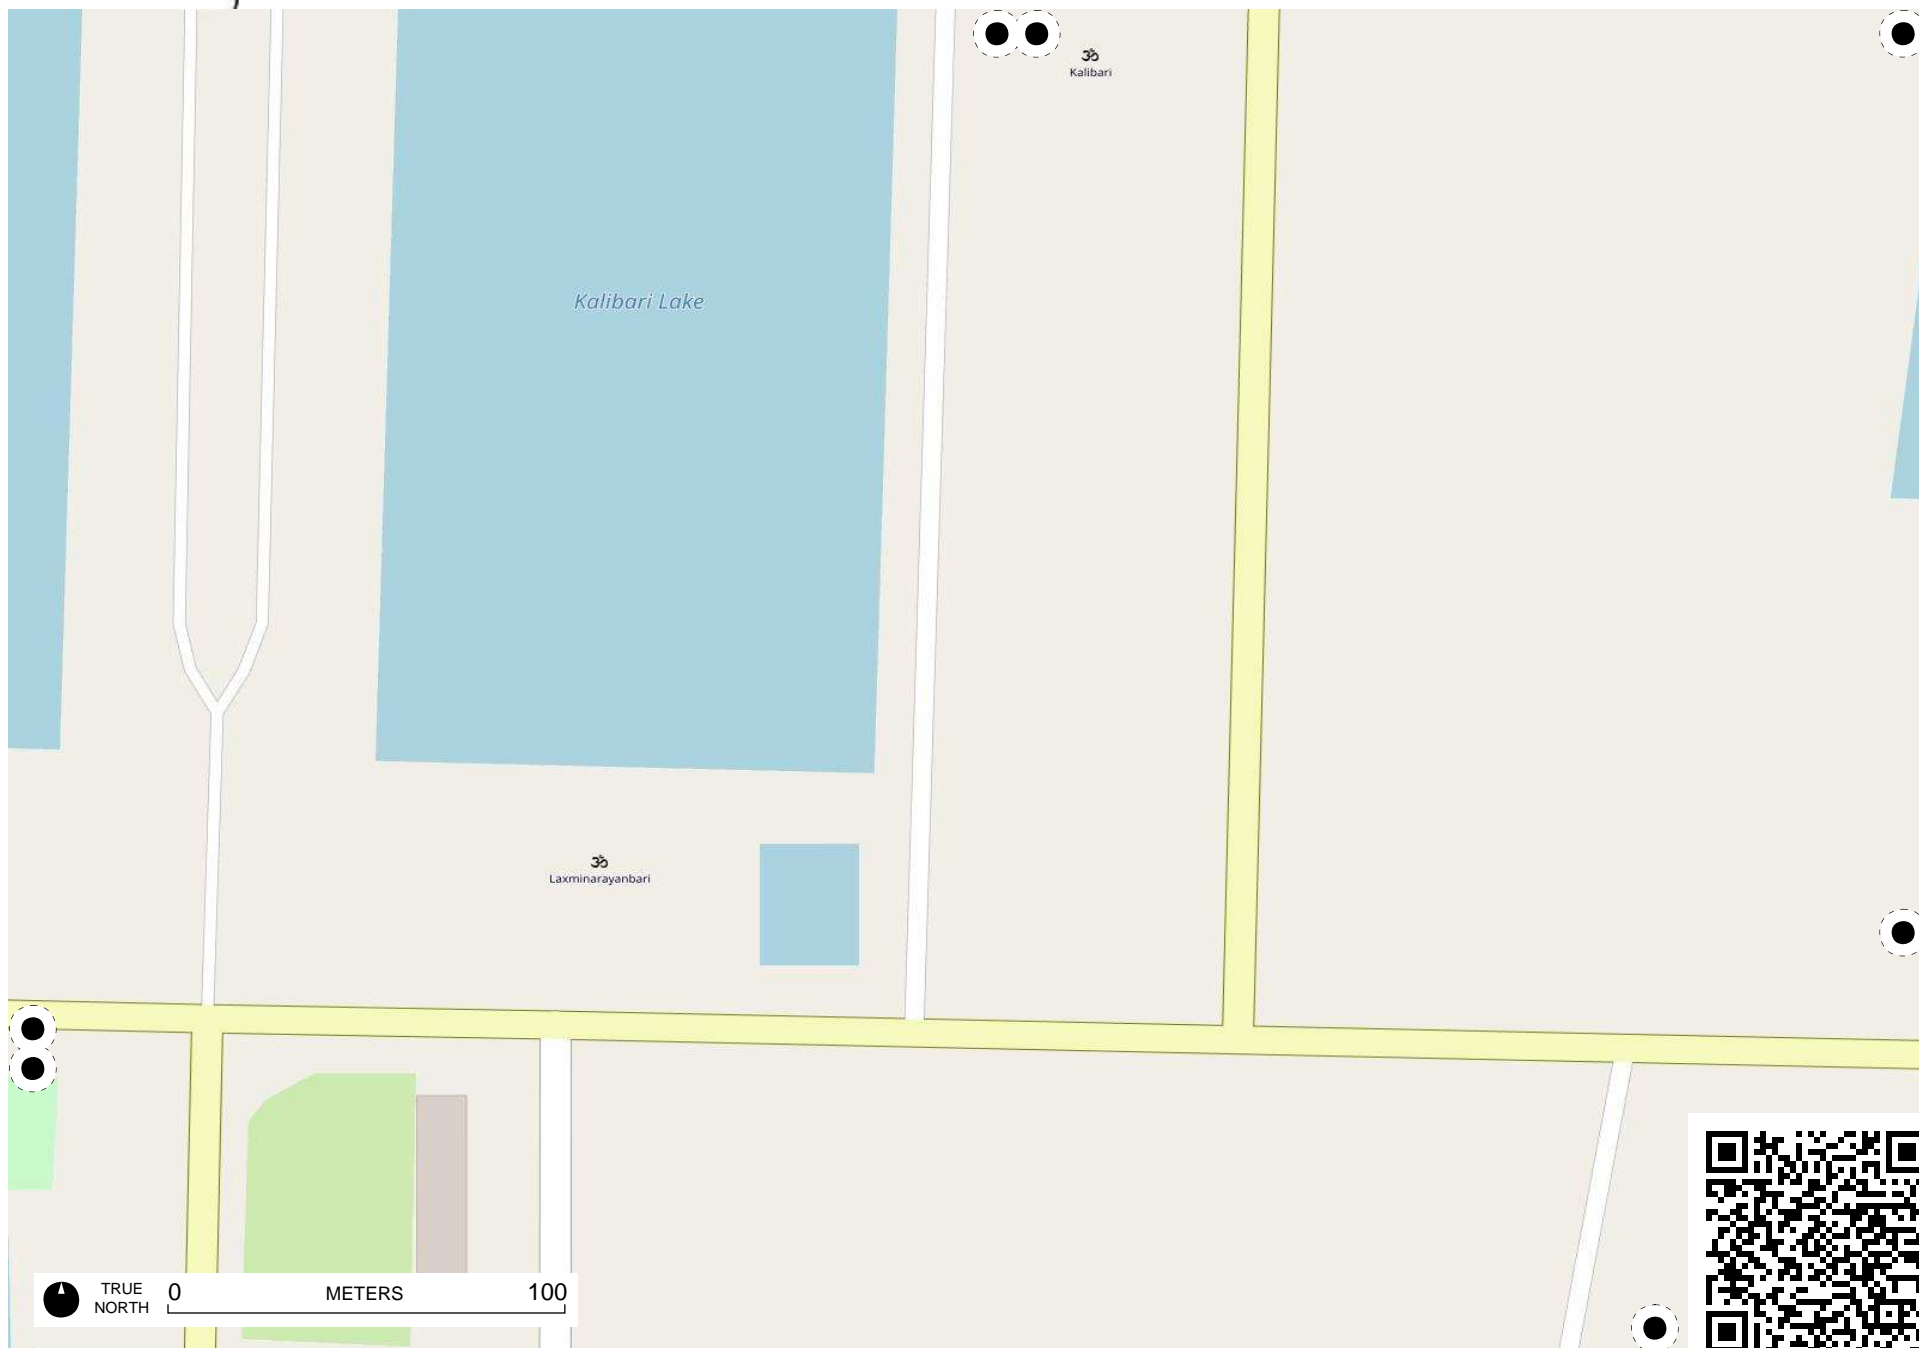 ॐ
Kalibari
Kalibari Lake
ॐ
Laxminarayanbari
TRUE
NORTH
0 METERS 100